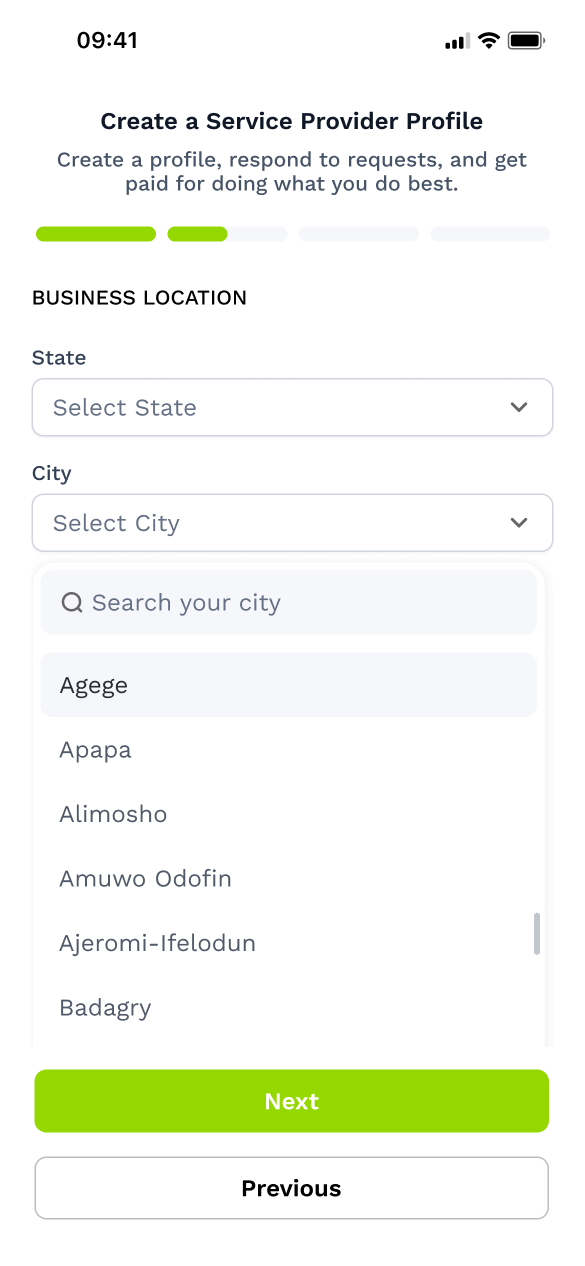 09:41
Create a Service Provider Profile
Create a profile, respond to requests, and get
paid for doing what you do best.
BUSINESS LOCATION
State
Select State
City
Select City
Search your city
Agege
Apapa
Alimosho
Amuwo Odofin
Ajeromi-Ifelodun
Badagry
Next
Previous